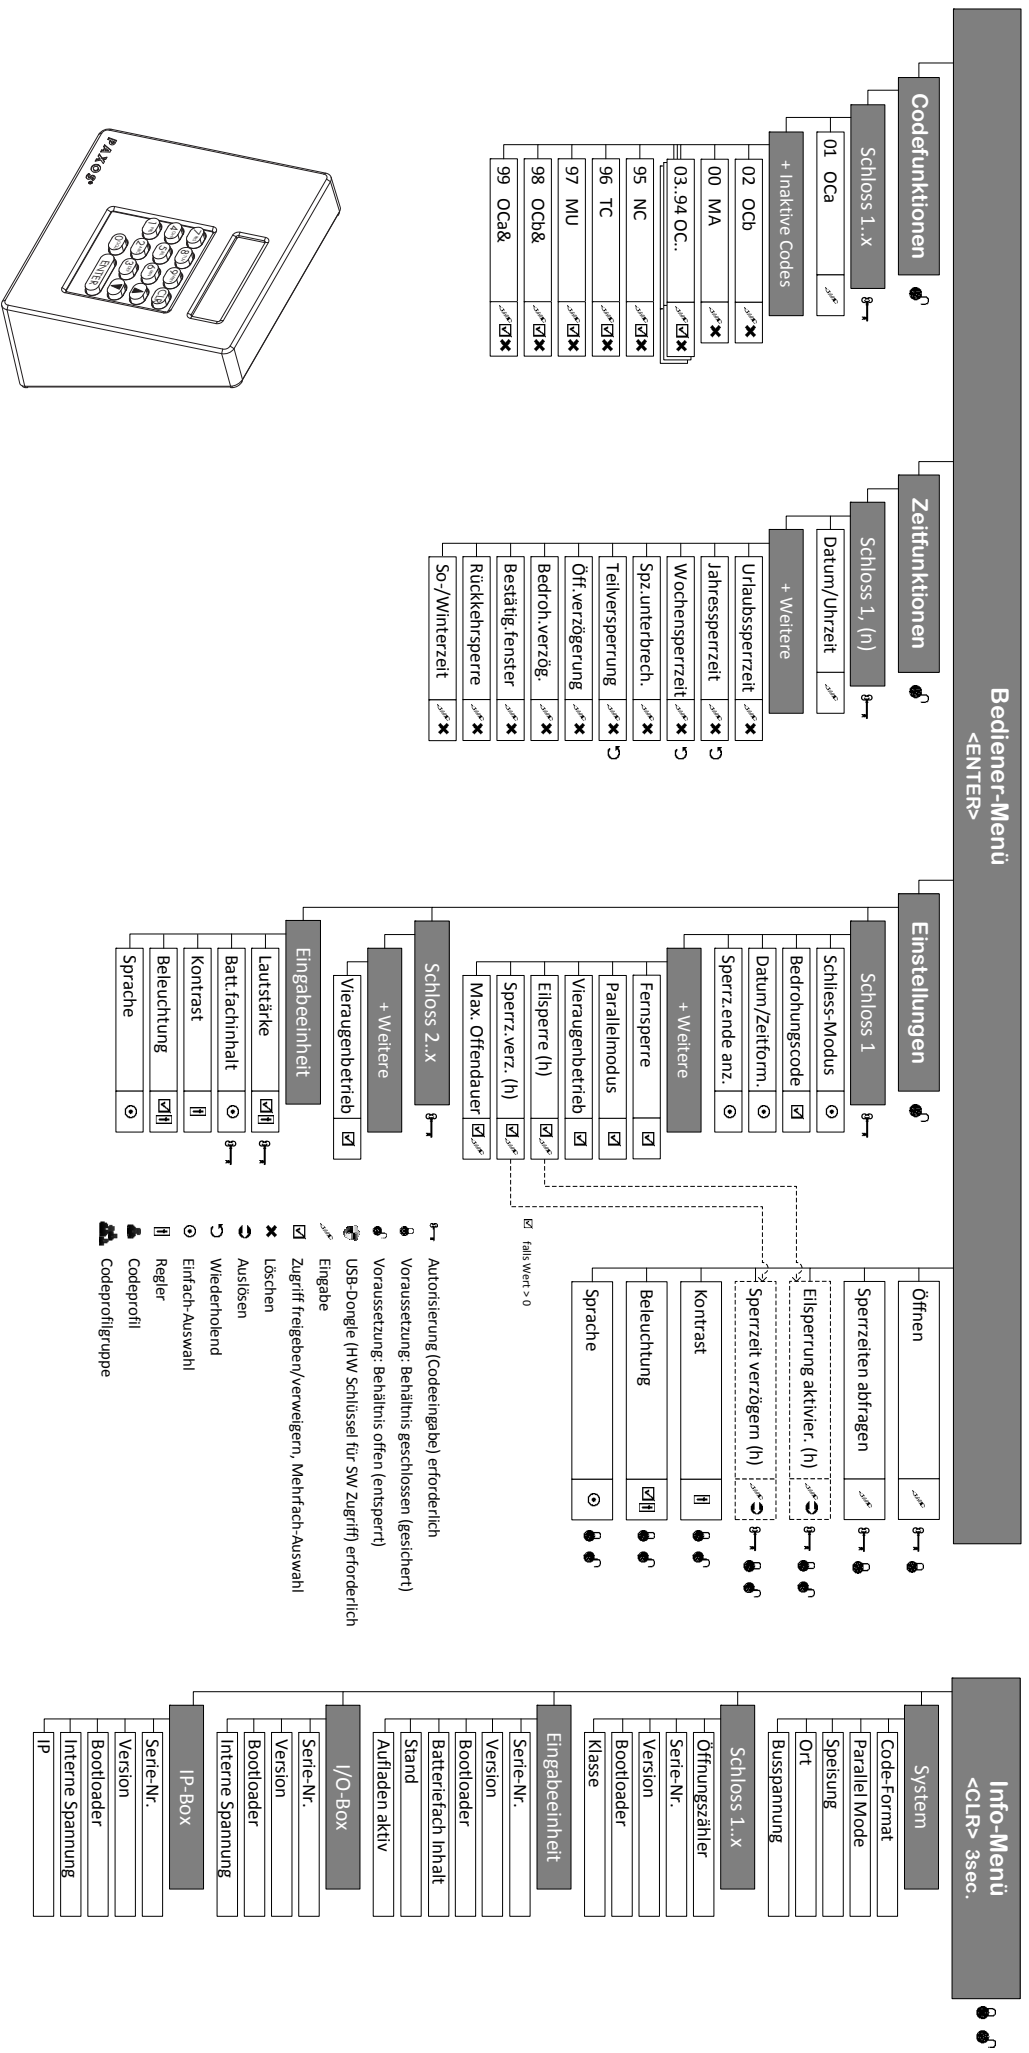 Bediener-Menü
<ENTER>
Codefunktionen
Schloss 1..x
01 OCa
+ Inaktive Codes
02 OCb
00 MA
03..94 OC..
95 NC
96 TC
97 MU
98 OCb&
99 OCa&
Zeitfunktionen
Schloss 1, (n)
Datum/Uhrzeit
+ Weitere
Urlaubssperrzeit
Jahressperrzeit
Wochensperrzeit
Spz.unterbrech.
Teilversperrung
Öff.verzögerung
Bedroh.verzög.
Bestätig.fenster
Rückkehrsperre
So-/Winterzeit
Einstellungen
Schloss 1
Schliess-Modus
Bedrohungscode
Datum/Zeitform.
Sperrz.ende anz.
+ Weitere
Fernsperre
Parallelmodus
Vieraugenbetrieb
Eilsperre (h)
Sperrz.verz. (h)
Max. Offendauer
Schloss 2..x
+ Weitere
Vieraugenbetrieb
Eingabeeinheit
Lautstärke
Batt.fachinhalt
Kontrast
Beleuchtung
Sprache
Öffnen
Sperrzeiten abfragen
Eilsperrung aktivier. (h)
Sperrzeit verzögern (h)
Kontrast
Beleuchtung
Sprache
falls Wert > 0
Autorisierung (Codeeingabe) erforderlich
Voraussetzung: Behältnis geschlossen (gesichert)
Voraussetzung: Behältnis offen (entsperrt)
USB-Dongle (HW Schlüssel für SW Zugriff) erforderlich
Eingabe
Zugriff freigeben/verweigern, Mehrfach-Auswahl
Löschen
Auslösen
Wiederholend
Einfach-Auswahl
Regler
Codeprofil
Codeprofilgruppe
Info-Menü
<CLR> 3sec.
System
Code-Format
Parallel Mode
Speisung
Ort
Busspannung
Schloss 1..x
Öffnungszähler
Serie-Nr.
Version
Bootloader
Klasse
Eingabeeinheit
Serie-Nr.
Version
Bootloader
Batteriefach Inhalt
Stand
Aufladen aktiv
I/O-Box
Serie-Nr.
Version
Bootloader
Interne Spannung
IP-Box
Serie-Nr.
Version
Bootloader
Interne Spannung
IP
PAXOS®
CLR
ENTER